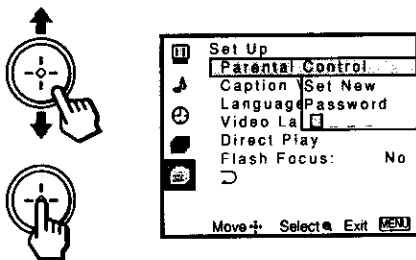 Set Up
Parental Control
Caption Set New
Language Password
Video La
Direct Play
Flash Focus: No
Move Select Exit MENU